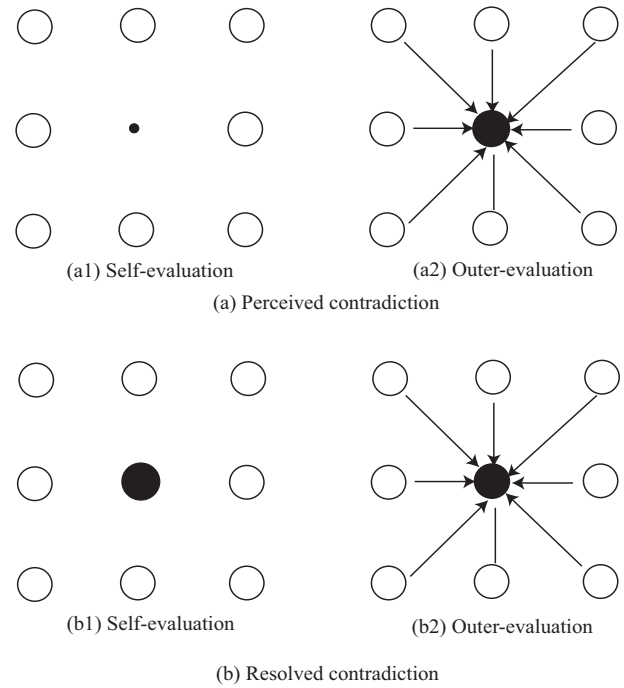 (a1) Self-evaluation
(a2) Outer-evaluation
(a) Perceived contradiction
(b1) Self-evaluation
(b2) Outer-evaluation
(b) Resolved contradiction